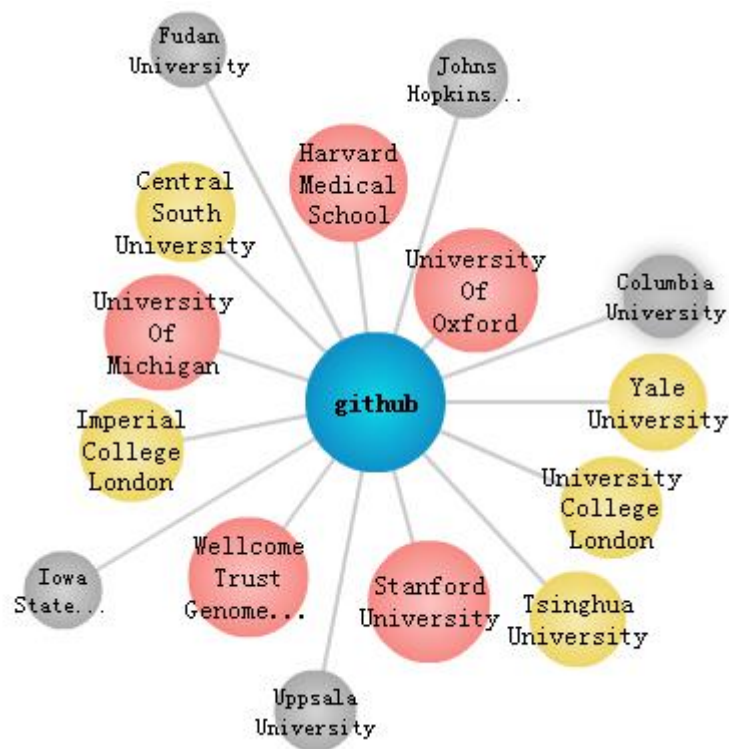 Fudan
University
Johns
Hopkins...
Harvard
Medical
School
Central
South
University
University
Of
Oxford
Columbia
University
University
Of
Michigan
github
Yale
University
Imperial
College
London
University
College
London
Wellcome
Trust
Genome...
Iowa
State...
Stanford
University
Tsinghua
University
Uppsala
University